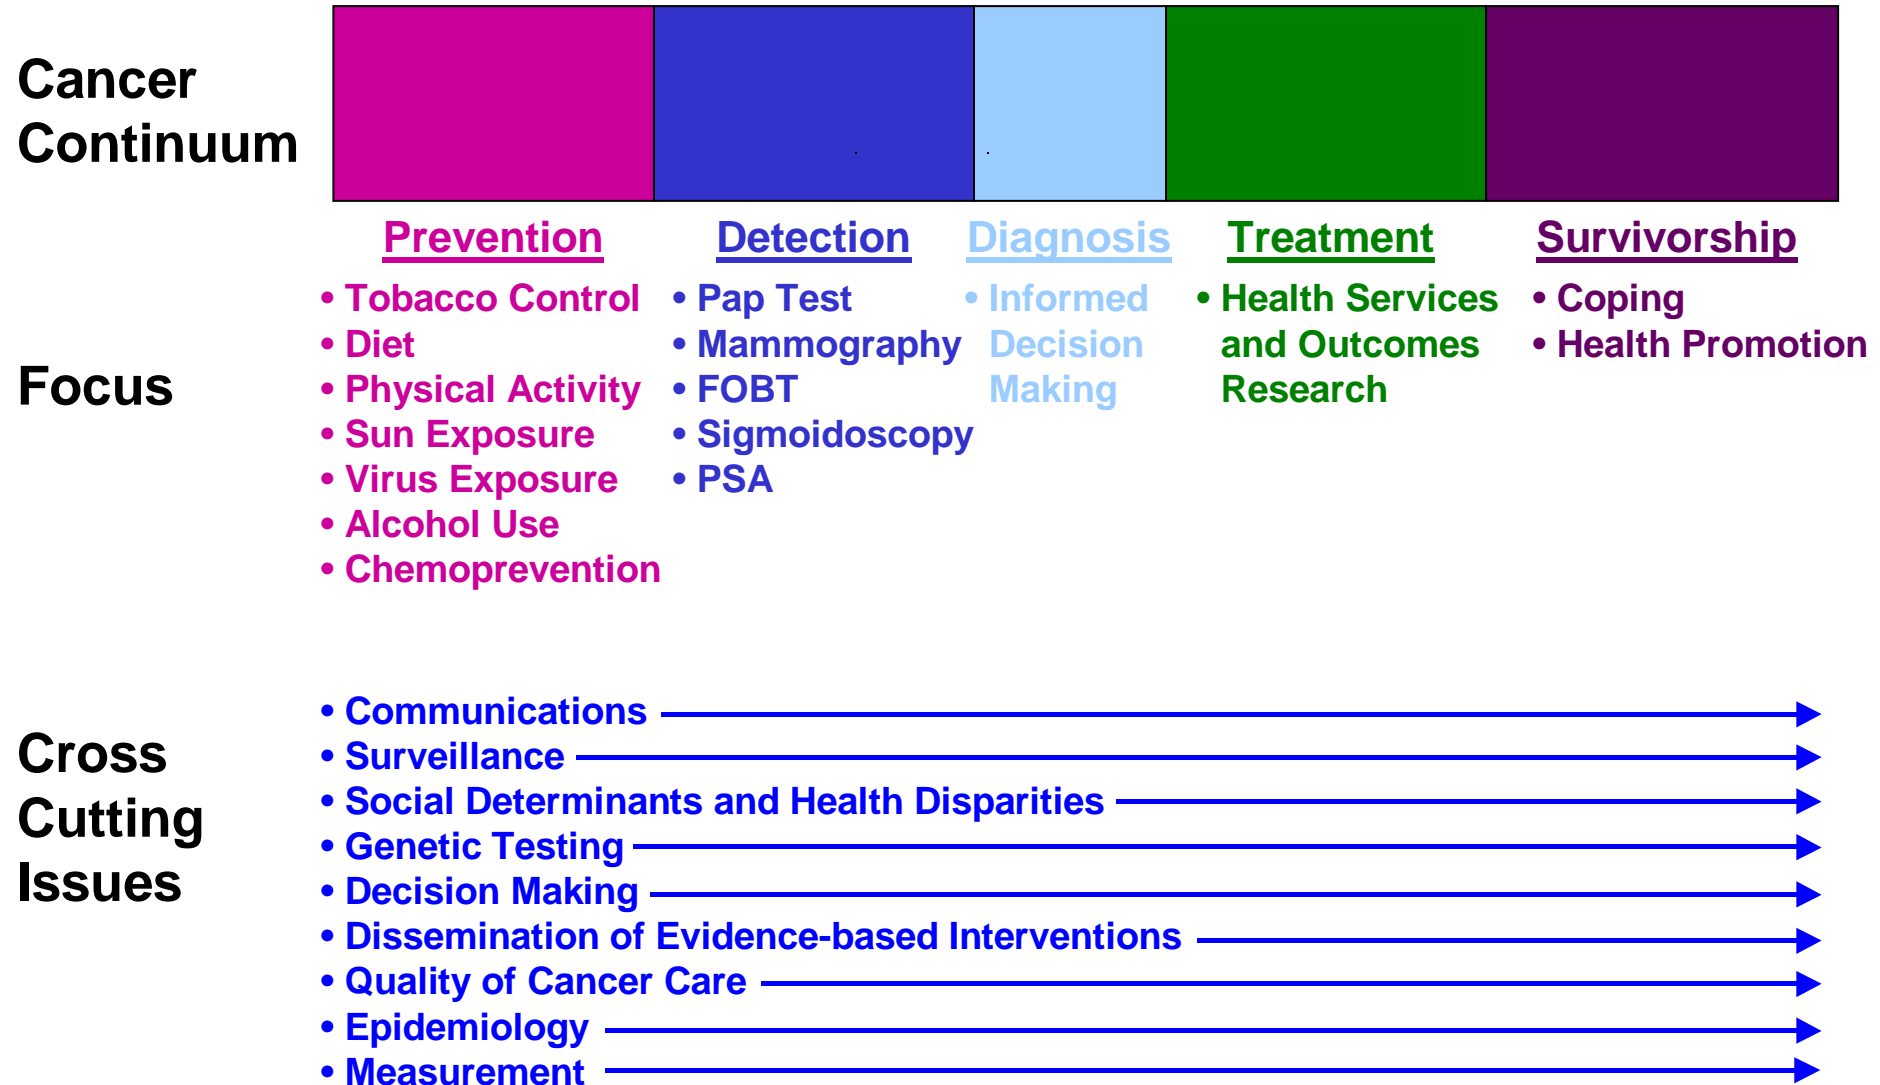 Cancer
Continuum
Prevention
Detection
Diagnosis
Treatment
Survivorship
Focus
• Tobacco Control
• Diet
• Physical Activity
• Sun Exposure
• Virus Exposure
• Alcohol Use
• Chemoprevention
• Pap Test
• Mammography
• FOBT
• Sigmoidoscopy
• PSA
• Informed
Decision
Making
• Health Services
and Outcomes
Research
• Coping
• Health Promotion
Cross
Cutting
Issues
• Communications
• Surveillance
• Social Determinants and Health Disparities
• Genetic Testing
• Decision Making
• Dissemination of Evidence-based Interventions
• Quality of Cancer Care
• Epidemiology
• Measurement